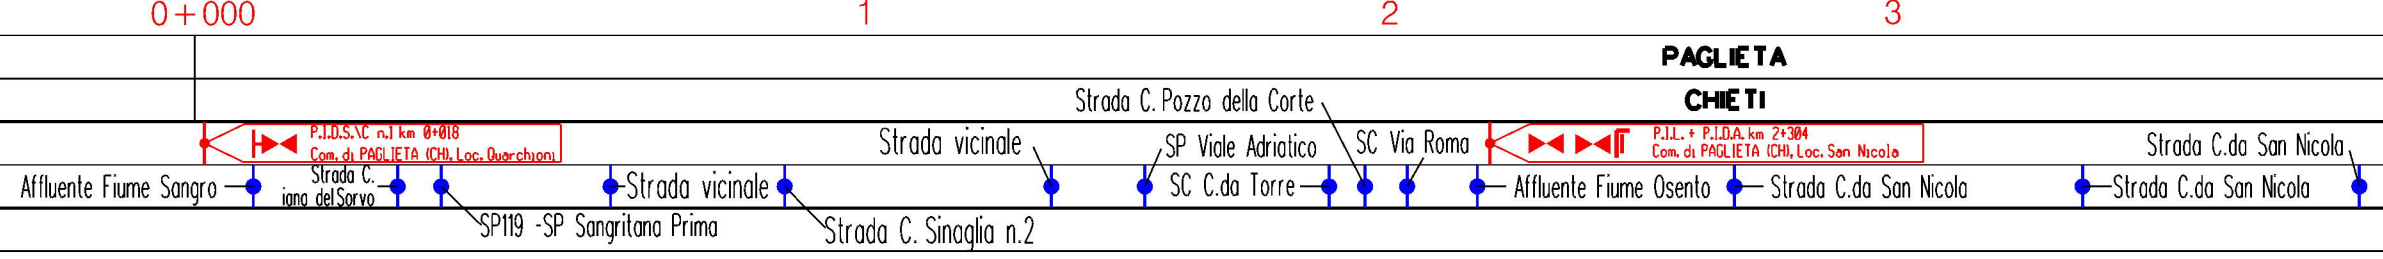 0+000 1 2 3
PAGLIETA
CHIETI
Strada C. Pozzo della Corte
P.I.D.S.\C n.1 km 0+018
Com. di PAGLIETA (CH), Loc. Quarchioni
Strada vicinale
SP Viale Adriatico
SC Via Roma
P.I.L. + P.I.D.A. km 2+304
Com. di PAGLIETA (CH), Loc. San Nicola
Strada C.da San Nicola
Affluente Fiume Sangro
Strada C.
iana del Sorvo
Strada vicinale
SC C.da Torre
Affluente Fiume Osento
Strada C.da San Nicola
Strada C.da San Nicola
SP119 -SP Sangritana Prima
Strada C. Sinaglia n.2